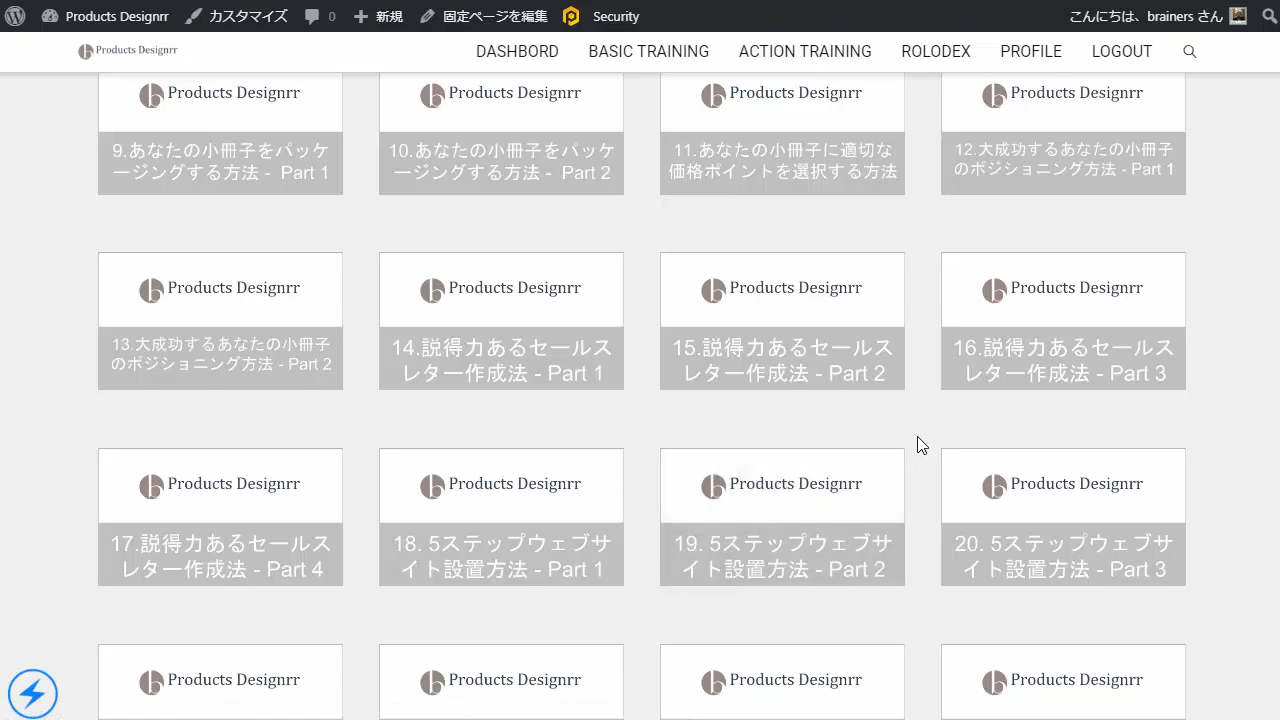 Products Designrr
カスタマイズ
0
新規
固定ページを編集
Security
こんにちは、brainers さん
Products Designrr
DASHBORD
BASIC TRAINING
ACTION TRAINING
ROLODEX
PROFILE
LOGOUT
Products Designrr
9.あなたの小冊子をパッケ
ージングする方法 - Part 1
Products Designrr
10.あなたの小冊子をパッケ
ージングする方法 - Part 2
Products Designrr
11.あなたの小冊子に適切な
価格ポイントを選択する方法
Products Designrr
12.大成功するあなたの小冊子
のポジショニング方法 - Part 1
Products Designrr
13.大成功するあなたの小冊子
のポジショニング方法 - Part 2
Products Designrr
14.説得力あるセールス
レター作成法 - Part 1
Products Designrr
15.説得力あるセールス
レター作成法 - Part 2
Products Designrr
16.説得力あるセールス
レター作成法 - Part 3
Products Designrr
17.説得力あるセールス
レター作成法 - Part 4
Products Designrr
18. 5ステップウェブサ
イト設置方法 - Part 1
Products Designrr
19. 5ステップウェブサ
イト設置方法 - Part 2
Products Designrr
20. 5ステップウェブサ
イト設置方法 - Part 3
Products Designrr
Products Designrr
Products Designrr
Products Designrr